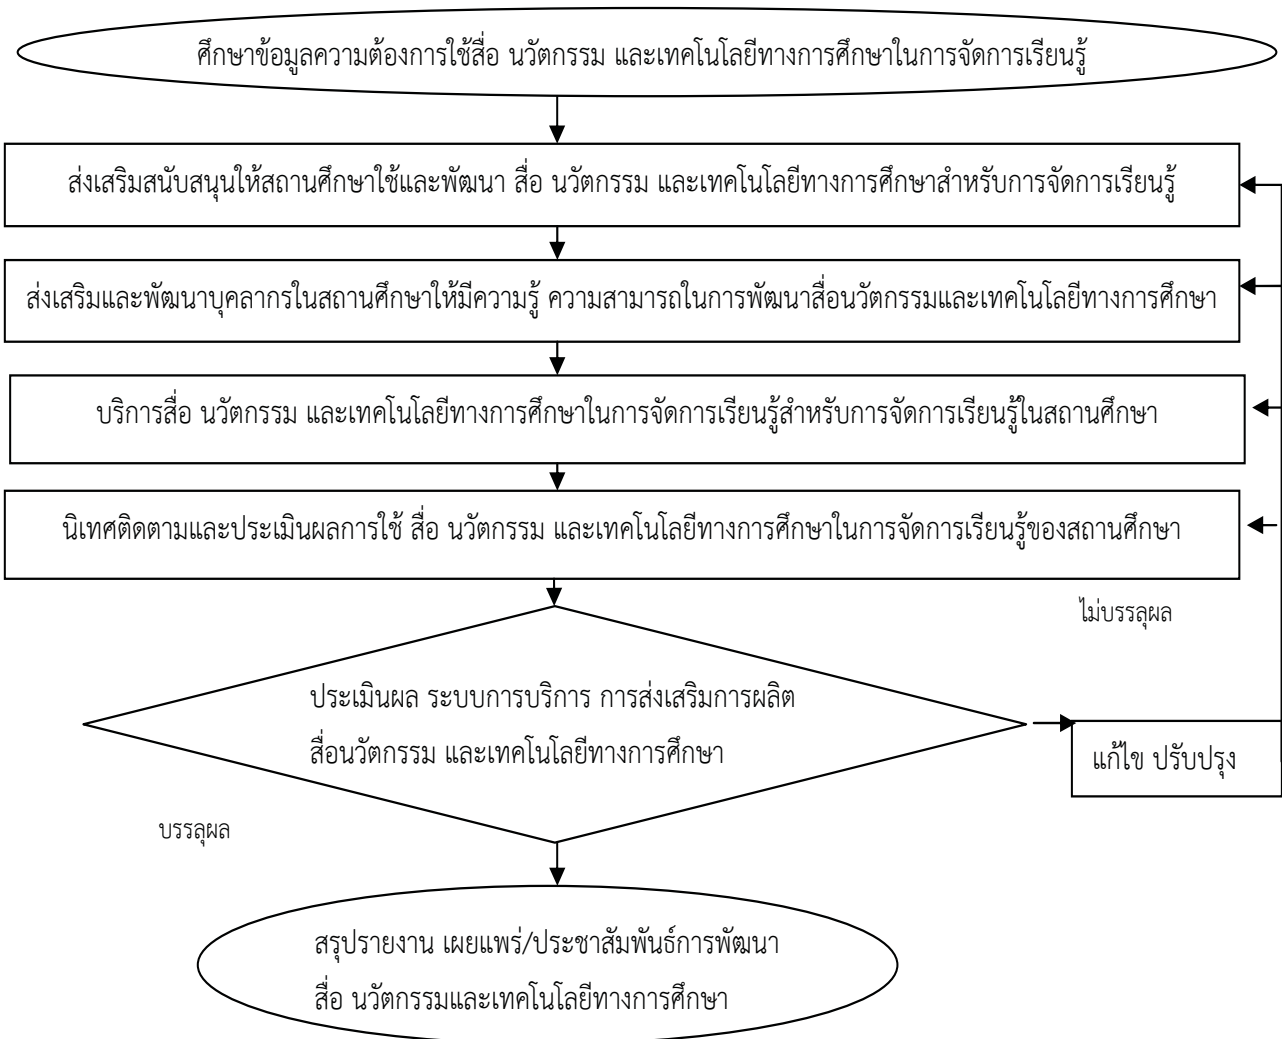 ศึกษาข้อมูลความต้องการใช้สื่อ นวัตกรรม และเทคโนโลยีทางการศึกษาในการจัดการเรียนรู้
ส่งเสริมสนับสนุนให้สถานศึกษาใช้และพัฒนา สื่อ นวัตกรรม และเทคโนโลยีทางการศึกษาสำหรับการจัดการเรียนรู้
ส่งเสริมและพัฒนาบุคลากรในสถานศึกษาให้มีความรู้ ความสามารถในการพัฒนาสื่อนวัตกรรมและเทคโนโลยีทางการศึกษา
บริการสื่อ นวัตกรรม และเทคโนโลยีทางการศึกษาในการจัดการเรียนรู้สำหรับการจัดการเรียนรู้ในสถานศึกษา
นิเทศติดตามและประเมินผลการใช้ สื่อ นวัตกรรม และเทคโนโลยีทางการศึกษาในการจัดการเรียนรู้ของสถานศึกษา
ไม่บรรลุผล
ประเมินผล ระบบการบริการ การส่งเสริมการผลิต
สื่อนวัตกรรม และเทคโนโลยีทางการศึกษา
แก้ไข ปรับปรุง
บรรลุผล
สรุปรายงาน เผยแพร่/ประชาสัมพันธ์การพัฒนา
สื่อ นวัตกรรมและเทคโนโลยีทางการศึกษา